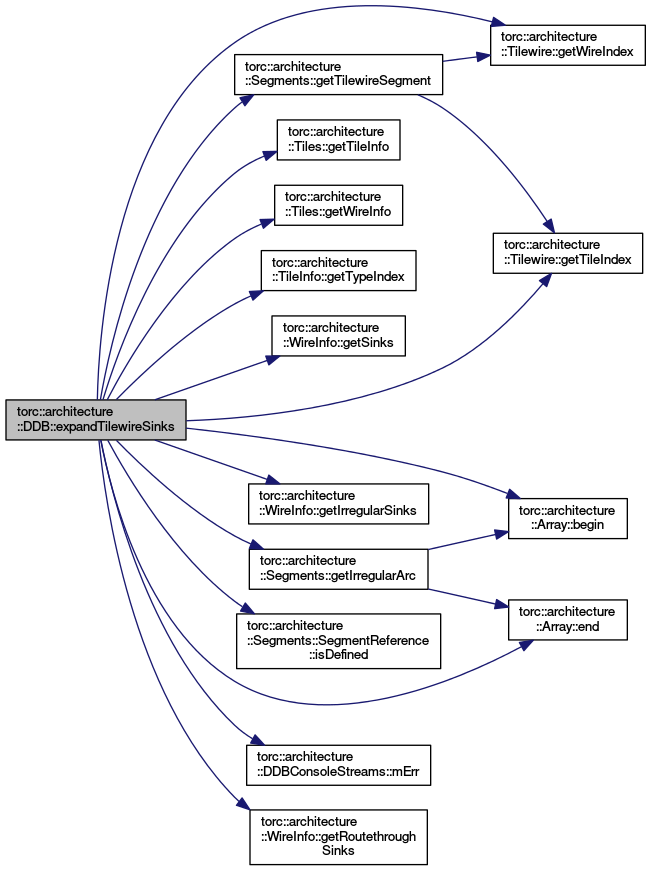 torc::architecture
::Tilewire::getWireIndex
torc::architecture
::Segments::getTilewireSegment
torc::architecture
::Tiles::getTileInfo
torc::architecture
::Tiles::getWireInfo
torc::architecture
::Tilewire::getTileIndex
torc::architecture
::TileInfo::getTypeIndex
torc::architecture
::WireInfo::getSinks
torc::architecture
::DDB::expandTilewireSinks
torc::architecture
::WireInfo::getIrregularSinks
torc::architecture
::Array::begin
torc::architecture
::Segments::getIrregularArc
torc::architecture
::Array::end
torc::architecture
::Segments::SegmentReference
::isDefined
torc::architecture
::DDBConsoleStreams::mErr
torc::architecture
::WireInfo::getRoutethrough
Sinks